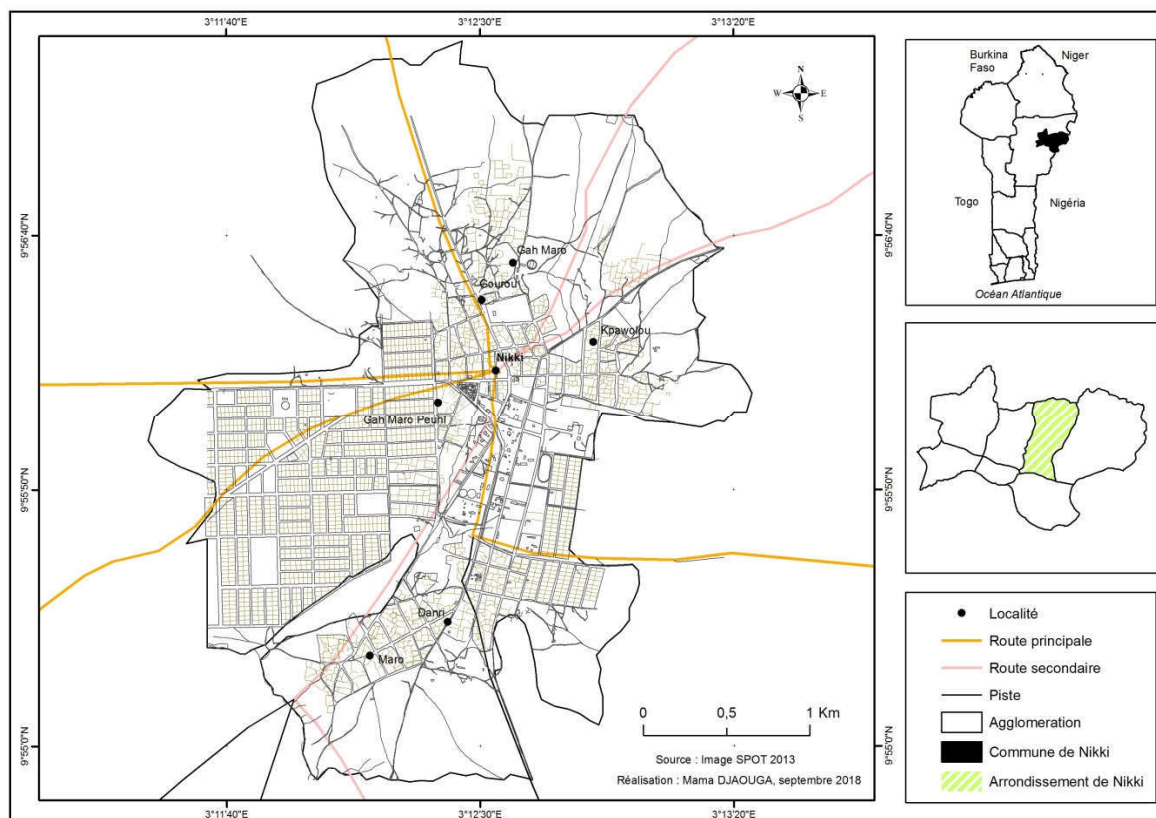 3°11'40"E
3°12'30"E
3°13'20"E
9°56'40"N
9°55'50"N
9°55'0"N
N
W
E
S
Gah Maro
Gourou
Kpawolou
Nikki
Gah Maro Peuhl
Danri
Maro
0
0,5
1 Km
Source : Image SPOT 2013
Réalisation : Mama DJAOUGA, septembre 2018
9°56'40"N
9°55'50"N
9°55'0"N
3°11'40"E
3°12'30"E
3°13'20"E
Burkina
Faso
Niger
Togo
Nigéria
Océan Atlantique
Localité
Route principale
Route secondaire
Piste
Agglomeration
Commune de Nikki
Arrondissement de Nikki